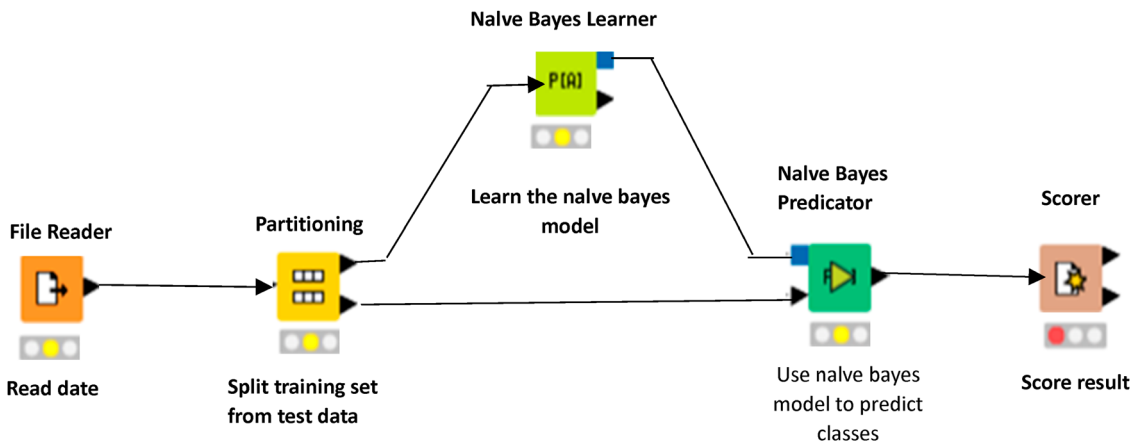 Nalve Bayes Learner
P[A]
Learn the nalve bayes
model
File Reader
Read date
Partitioning
Split training set
from test data
Nalve Bayes
Predicator
Use nalve bayes
model to predict
classes
Scorer
Score result